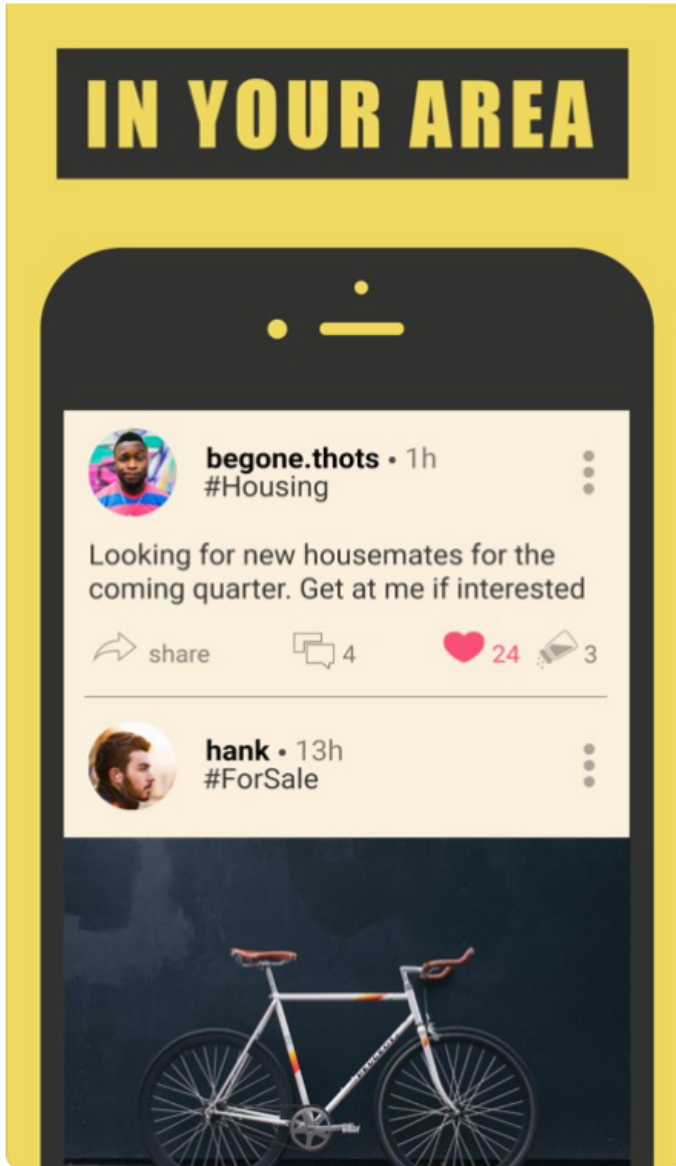 IN YOUR AREA
begone.thots • 1h
#Housing
Looking for new housemates for the
coming quarter. Get at me if interested
share 4 24 3
hank • 13h
#ForSale
PEUGEOT